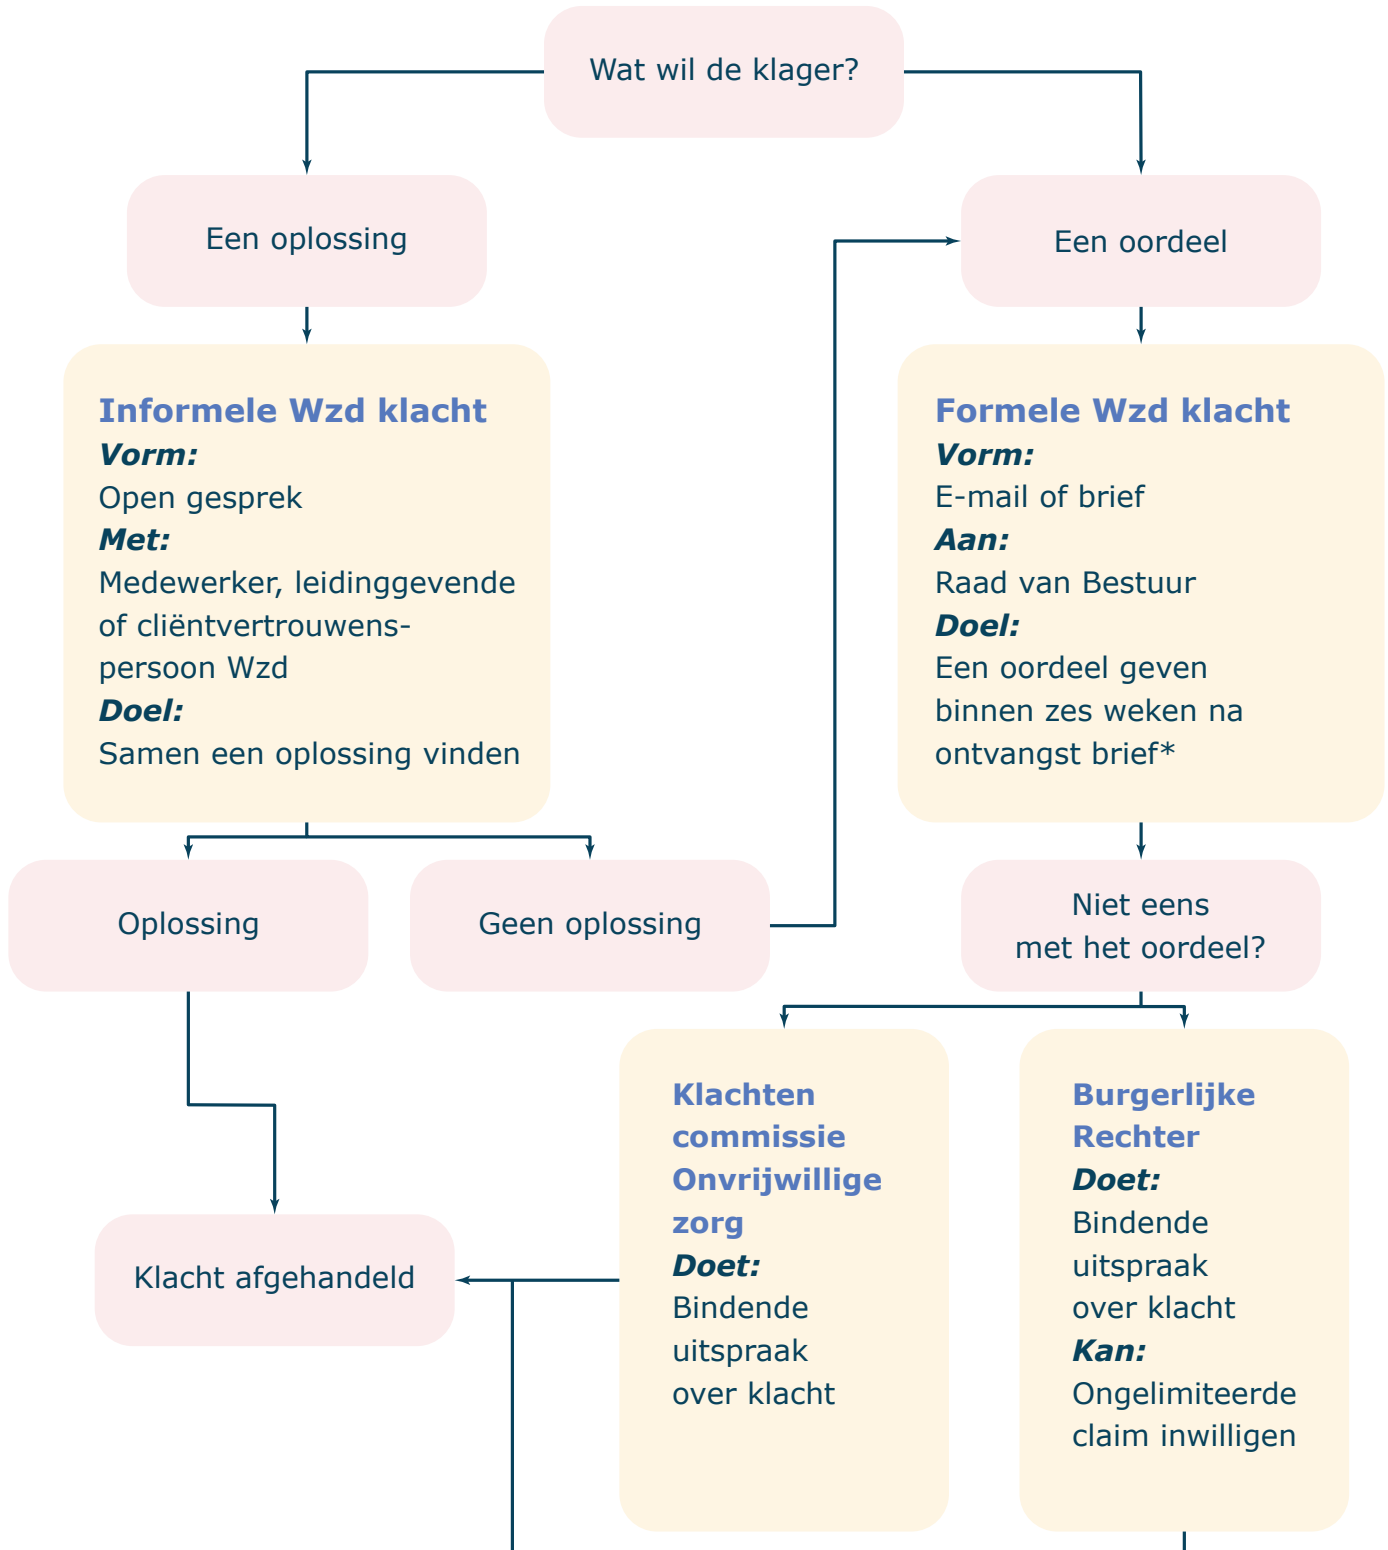 Wat wil de klager?
Een oplossing
Een oordeel
Informele Wzd klacht
Vorm:
Open gesprek
Met:
Medewerker, leidinggevende
of cliëntvertrouwens-
persoon Wzd
Doel:
Samen een oplossing vinden
Formele Wzd klacht
Vorm:
E-mail of brief
Aan:
Raad van Bestuur
Doel:
Een oordeel geven
binnen zes weken na
ontvangst brief*
Oplossing
Geen oplossing
Niet eens
met het oordeel?
Klachten
commissie
Onvrijwillige
zorg
Doet:
Bindende
uitspraak
over klacht
Burgerlijke
Rechter
Doet:
Bindende
uitspraak
over klacht
Kan:
Ongelimiteerde
claim inwilligen
Klacht afgehandeld